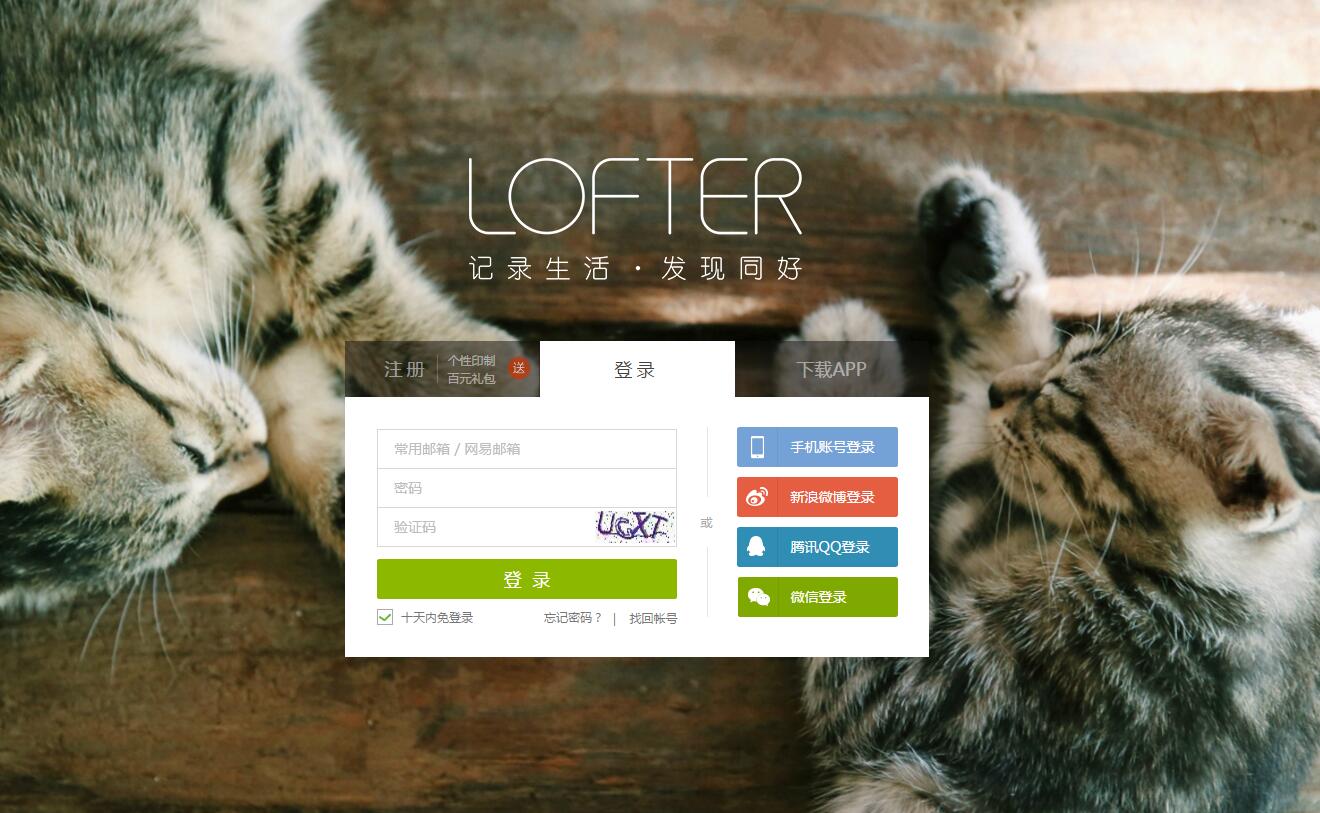 LOFTER
记录生活·发现同好
注册
个性印制
百元礼包
送
登录
下载APP
常用邮箱 / 网易邮箱
密码
验证码
UGXT
登 录
十天内免登录
忘记密码？ | 找回帐号
或
手机账号登录
新浪微博登录
腾讯QQ登录
微信登录